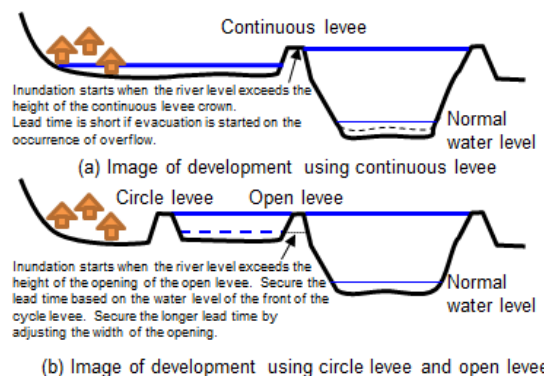 Continuous levee
Inundation starts when the river level exceeds the
height of the continuous levee crown.
Lead time is short if evacuation is started on the
occurrence of overflow.
Normal
water level
(a) Image of development using continuous levee
Circle levee Open levee
Inundation starts when the river level exceeds the
height of the opening of the open levee. Secure the
lead time based on the water level of the front of the
cycle levee. Secure the longer lead time by
adjusting the width of the opening.
Normal
water level
(b) Image of development using circle levee and open levee